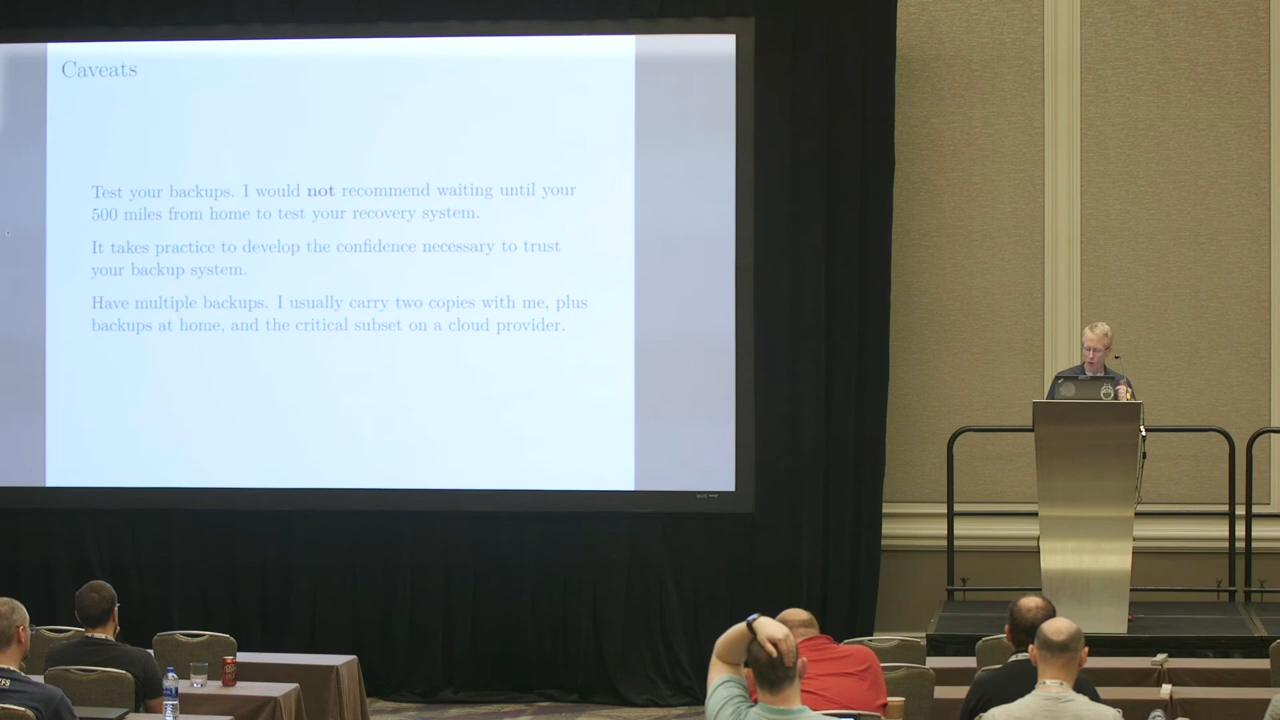 Caveats
Test your backups. I would not recommend waiting until your
500 miles from home to test your recovery system.
It takes practice to develop the confidence necessary to trust
your backup system.
Have multiple backups. I usually carry two copies with me, plus
backups at home, and the critical subset on a cloud provider.